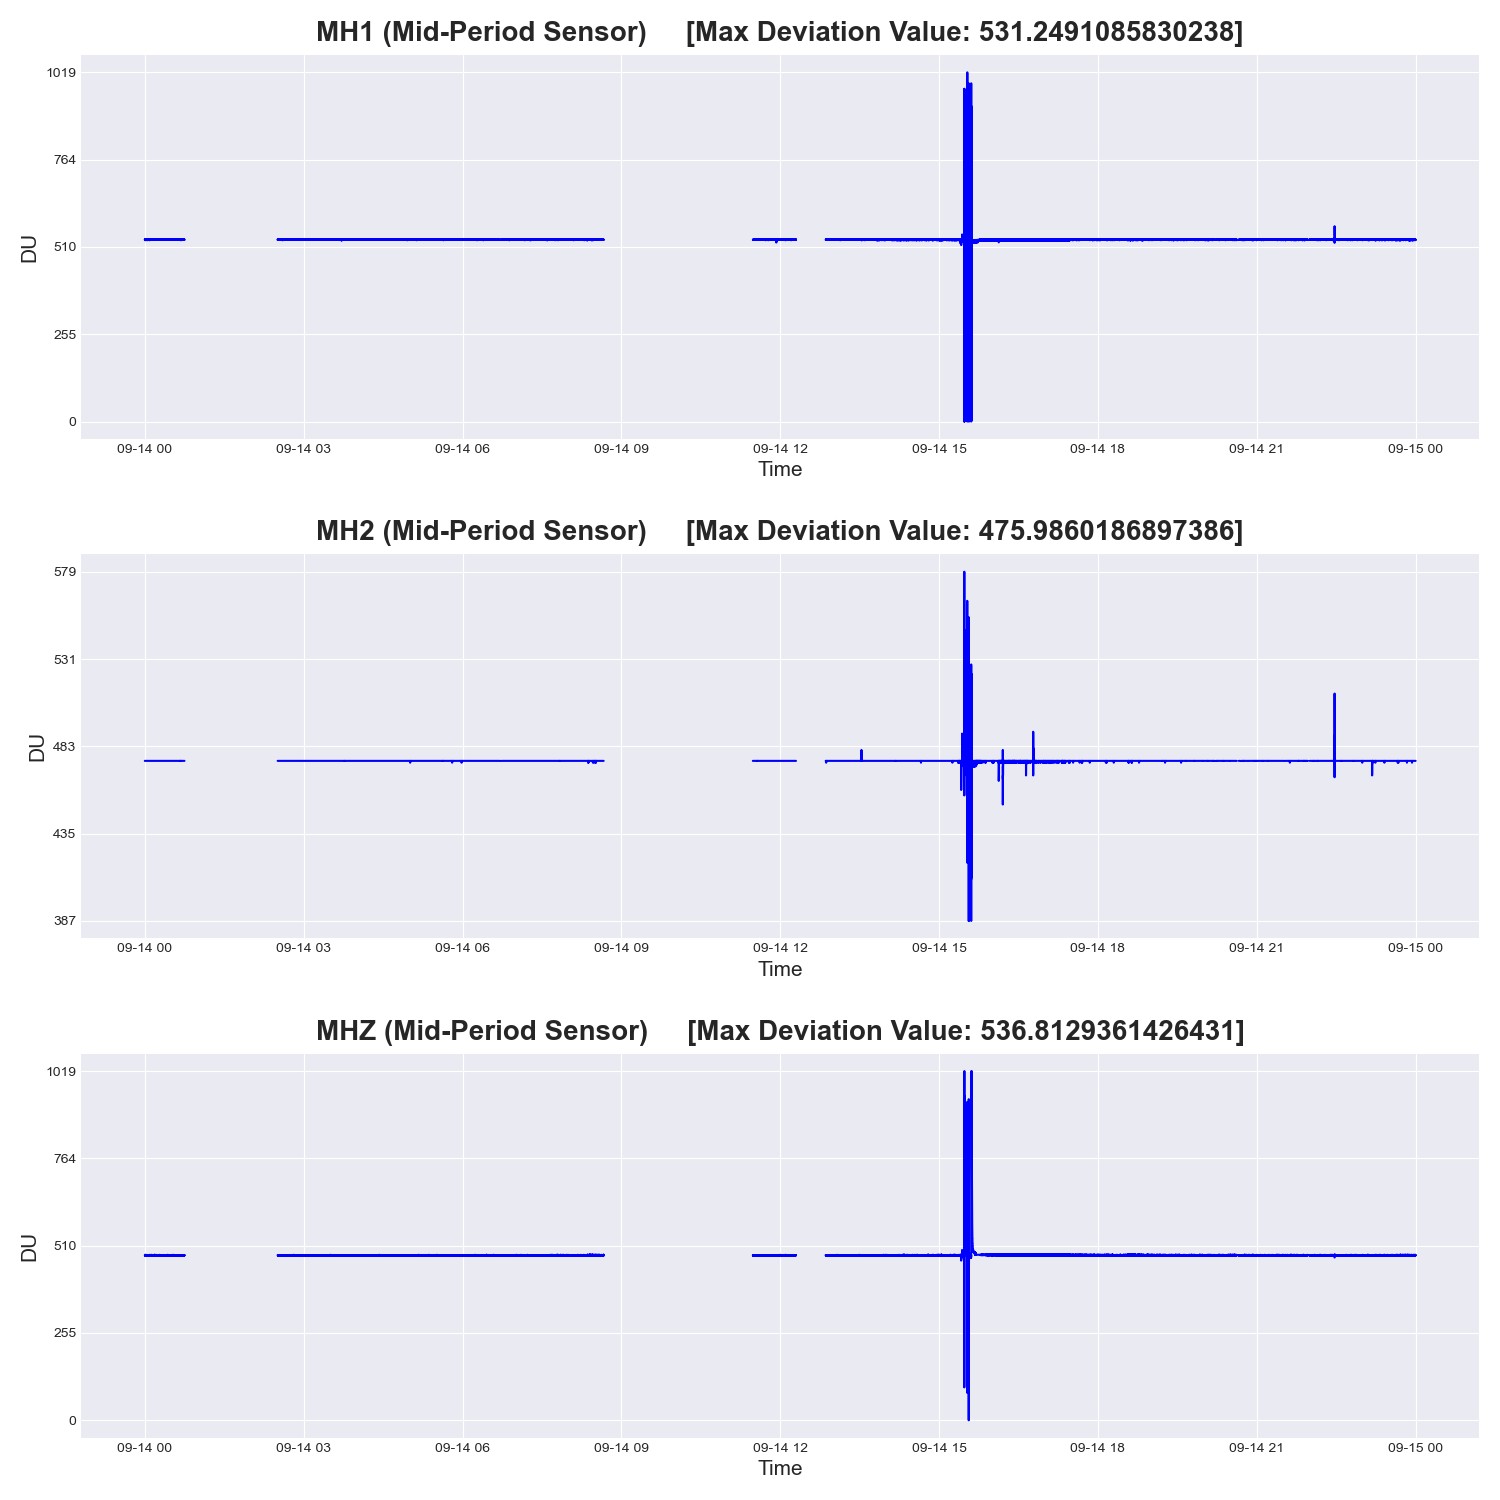 MH1 (Mid-Period Sensor) [Max Deviation Value: 531.2491085830238]
1019
764
510
255
0
DU
09-14 00 09-14 03 09-14 06 09-14 09 09-14 12 09-14 15 09-14 18 09-14 21 09-15 00
Time
MH2 (Mid-Period Sensor) [Max Deviation Value: 475.9860186897386]
579
531
483
435
387
DU
09-14 00 09-14 03 09-14 06 09-14 09 09-14 12 09-14 15 09-14 18 09-14 21 09-15 00
Time
MHZ (Mid-Period Sensor) [Max Deviation Value: 536.8129361426431]
1019
764
510
255
0
DU
09-14 00 09-14 03 09-14 06 09-14 09 09-14 12 09-14 15 09-14 18 09-14 21 09-15 00
Time